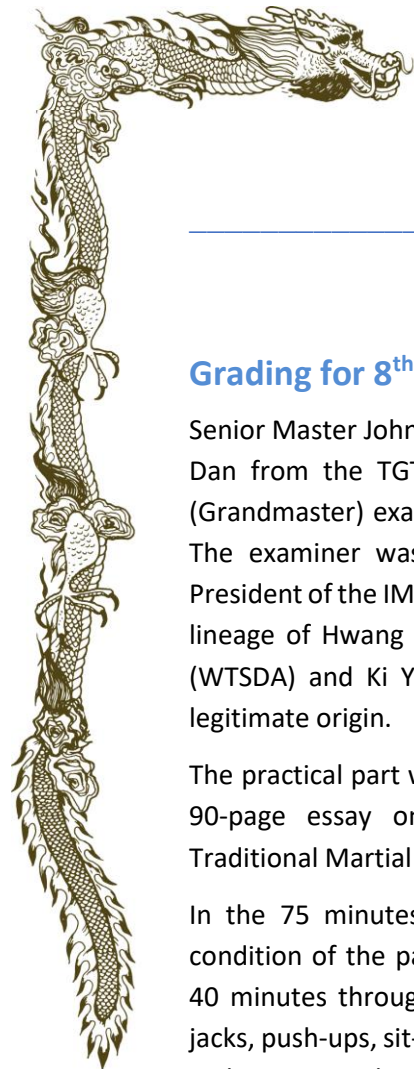 Grading for 8th
Senior Master John
Dan from the TGT
(Grandmaster) exa
The examiner was
President of the IM
lineage of Hwang
(WTSDA) and Ki Y
legitimate origin.
The practical part w
90-page essay on
Traditional Martial
In the 75 minutes
condition of the pa
40 minutes throug
jacks, push-ups, sit-